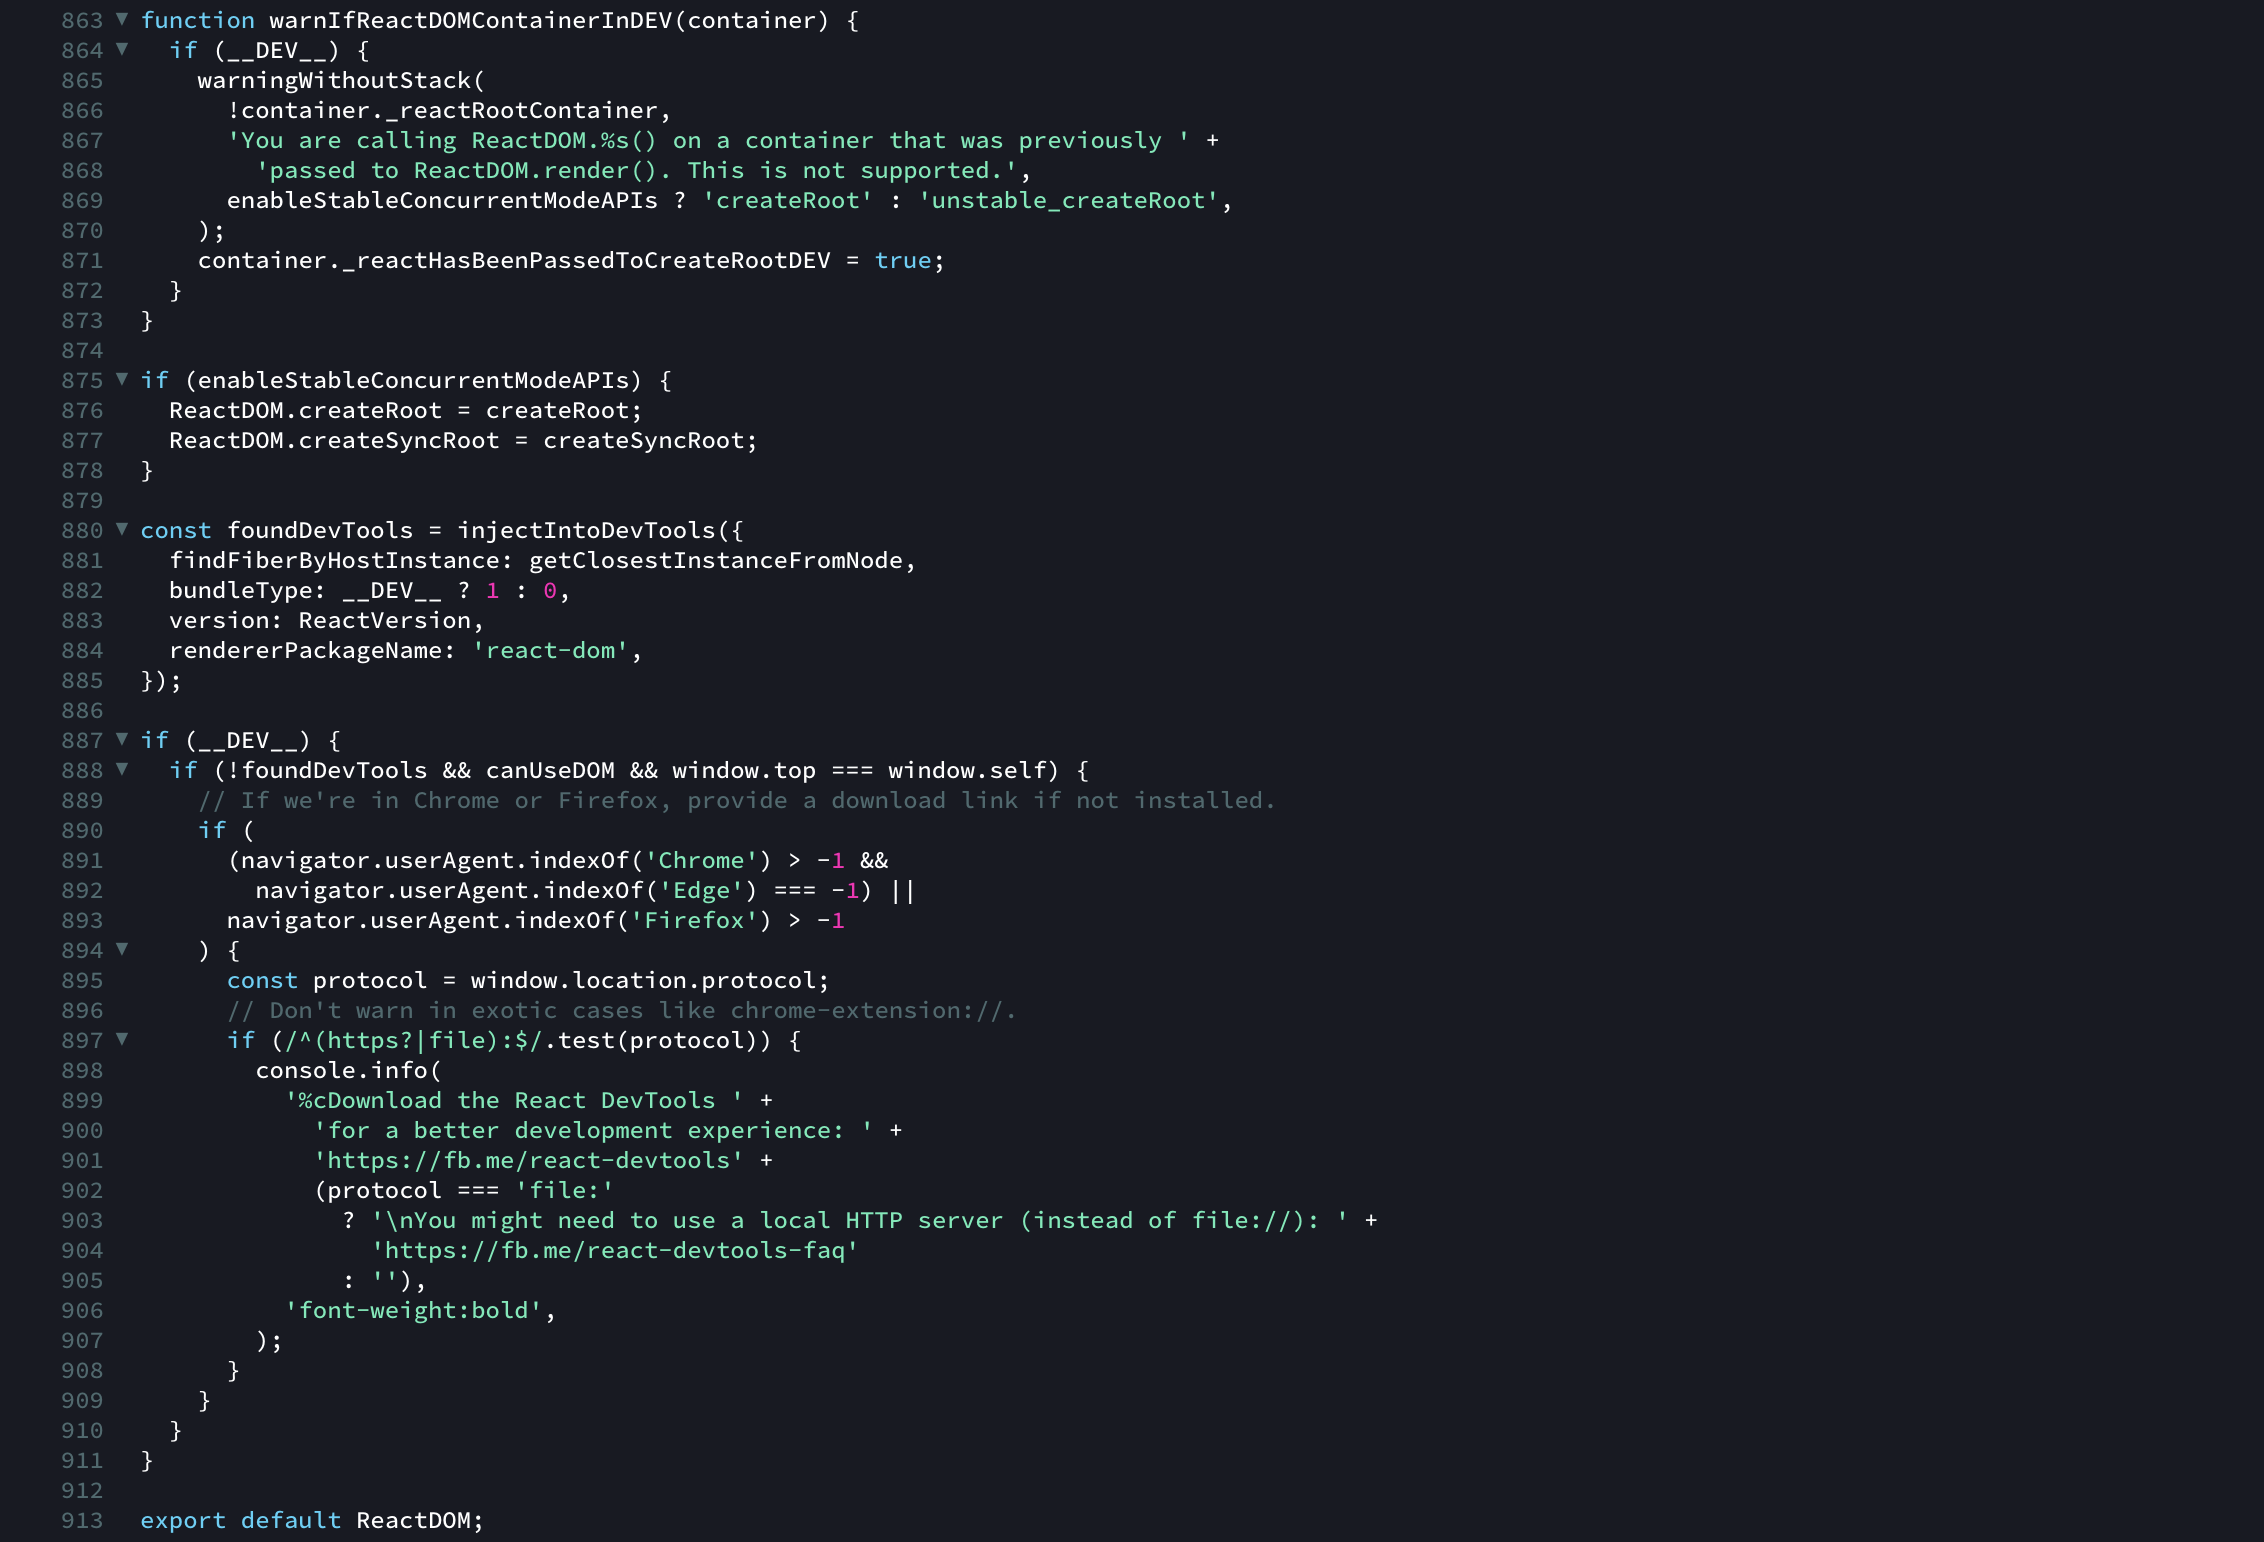 863 ▼ function warnIfReactDOMContainerInDEV(container) {
864 ▼   if (__DEV__) {
865       warningWithoutStack(
866         !container._reactRootContainer,
867         'You are calling ReactDOM.%s() on a container that was previously ' +
868           'passed to ReactDOM.render(). This is not supported.',
869         enableStableConcurrentModeAPIs ? 'createRoot' : 'unstable_createRoot',
870       );
871       container._reactHasBeenPassedToCreateRootDEV = true;
872     }
873   }
874
875 ▼ if (enableStableConcurrentModeAPIs) {
876     ReactDOM.createRoot = createRoot;
877     ReactDOM.createSyncRoot = createSyncRoot;
878   }
879
880 ▼ const foundDevTools = injectIntoDevTools({
881     findFiberByHostInstance: getClosestInstanceFromNode,
882     bundleType: __DEV__ ? 1 : 0,
883     version: ReactVersion,
884     rendererPackageName: 'react-dom',
885   });
886
887 ▼ if (__DEV__) {
888 ▼   if (!foundDevTools && canUseDOM && window.top === window.self) {
889       // If we're in Chrome or Firefox, provide a download link if not installed.
890       if (
891         (navigator.userAgent.indexOf('Chrome') > -1 &&
892           navigator.userAgent.indexOf('Edge') === -1) ||
893         navigator.userAgent.indexOf('Firefox') > -1
894 ▼     ) {
895         const protocol = window.location.protocol;
896         // Don't warn in exotic cases like chrome-extension://.
897 ▼       if (/^(https?|file):$/.test(protocol)) {
898           console.info(
899             '%cDownload the React DevTools ' +
900               'for a better development experience: ' +
901               'https://fb.me/react-devtools' +
902               (protocol === 'file:'
903                 ? '\nYou might need to use a local HTTP server (instead of file://): ' +
904                   'https://fb.me/react-devtools-faq'
905                 : ''),
906             'font-weight:bold',
907           );
908         }
909       }
910     }
911   }
912
913   export default ReactDOM;